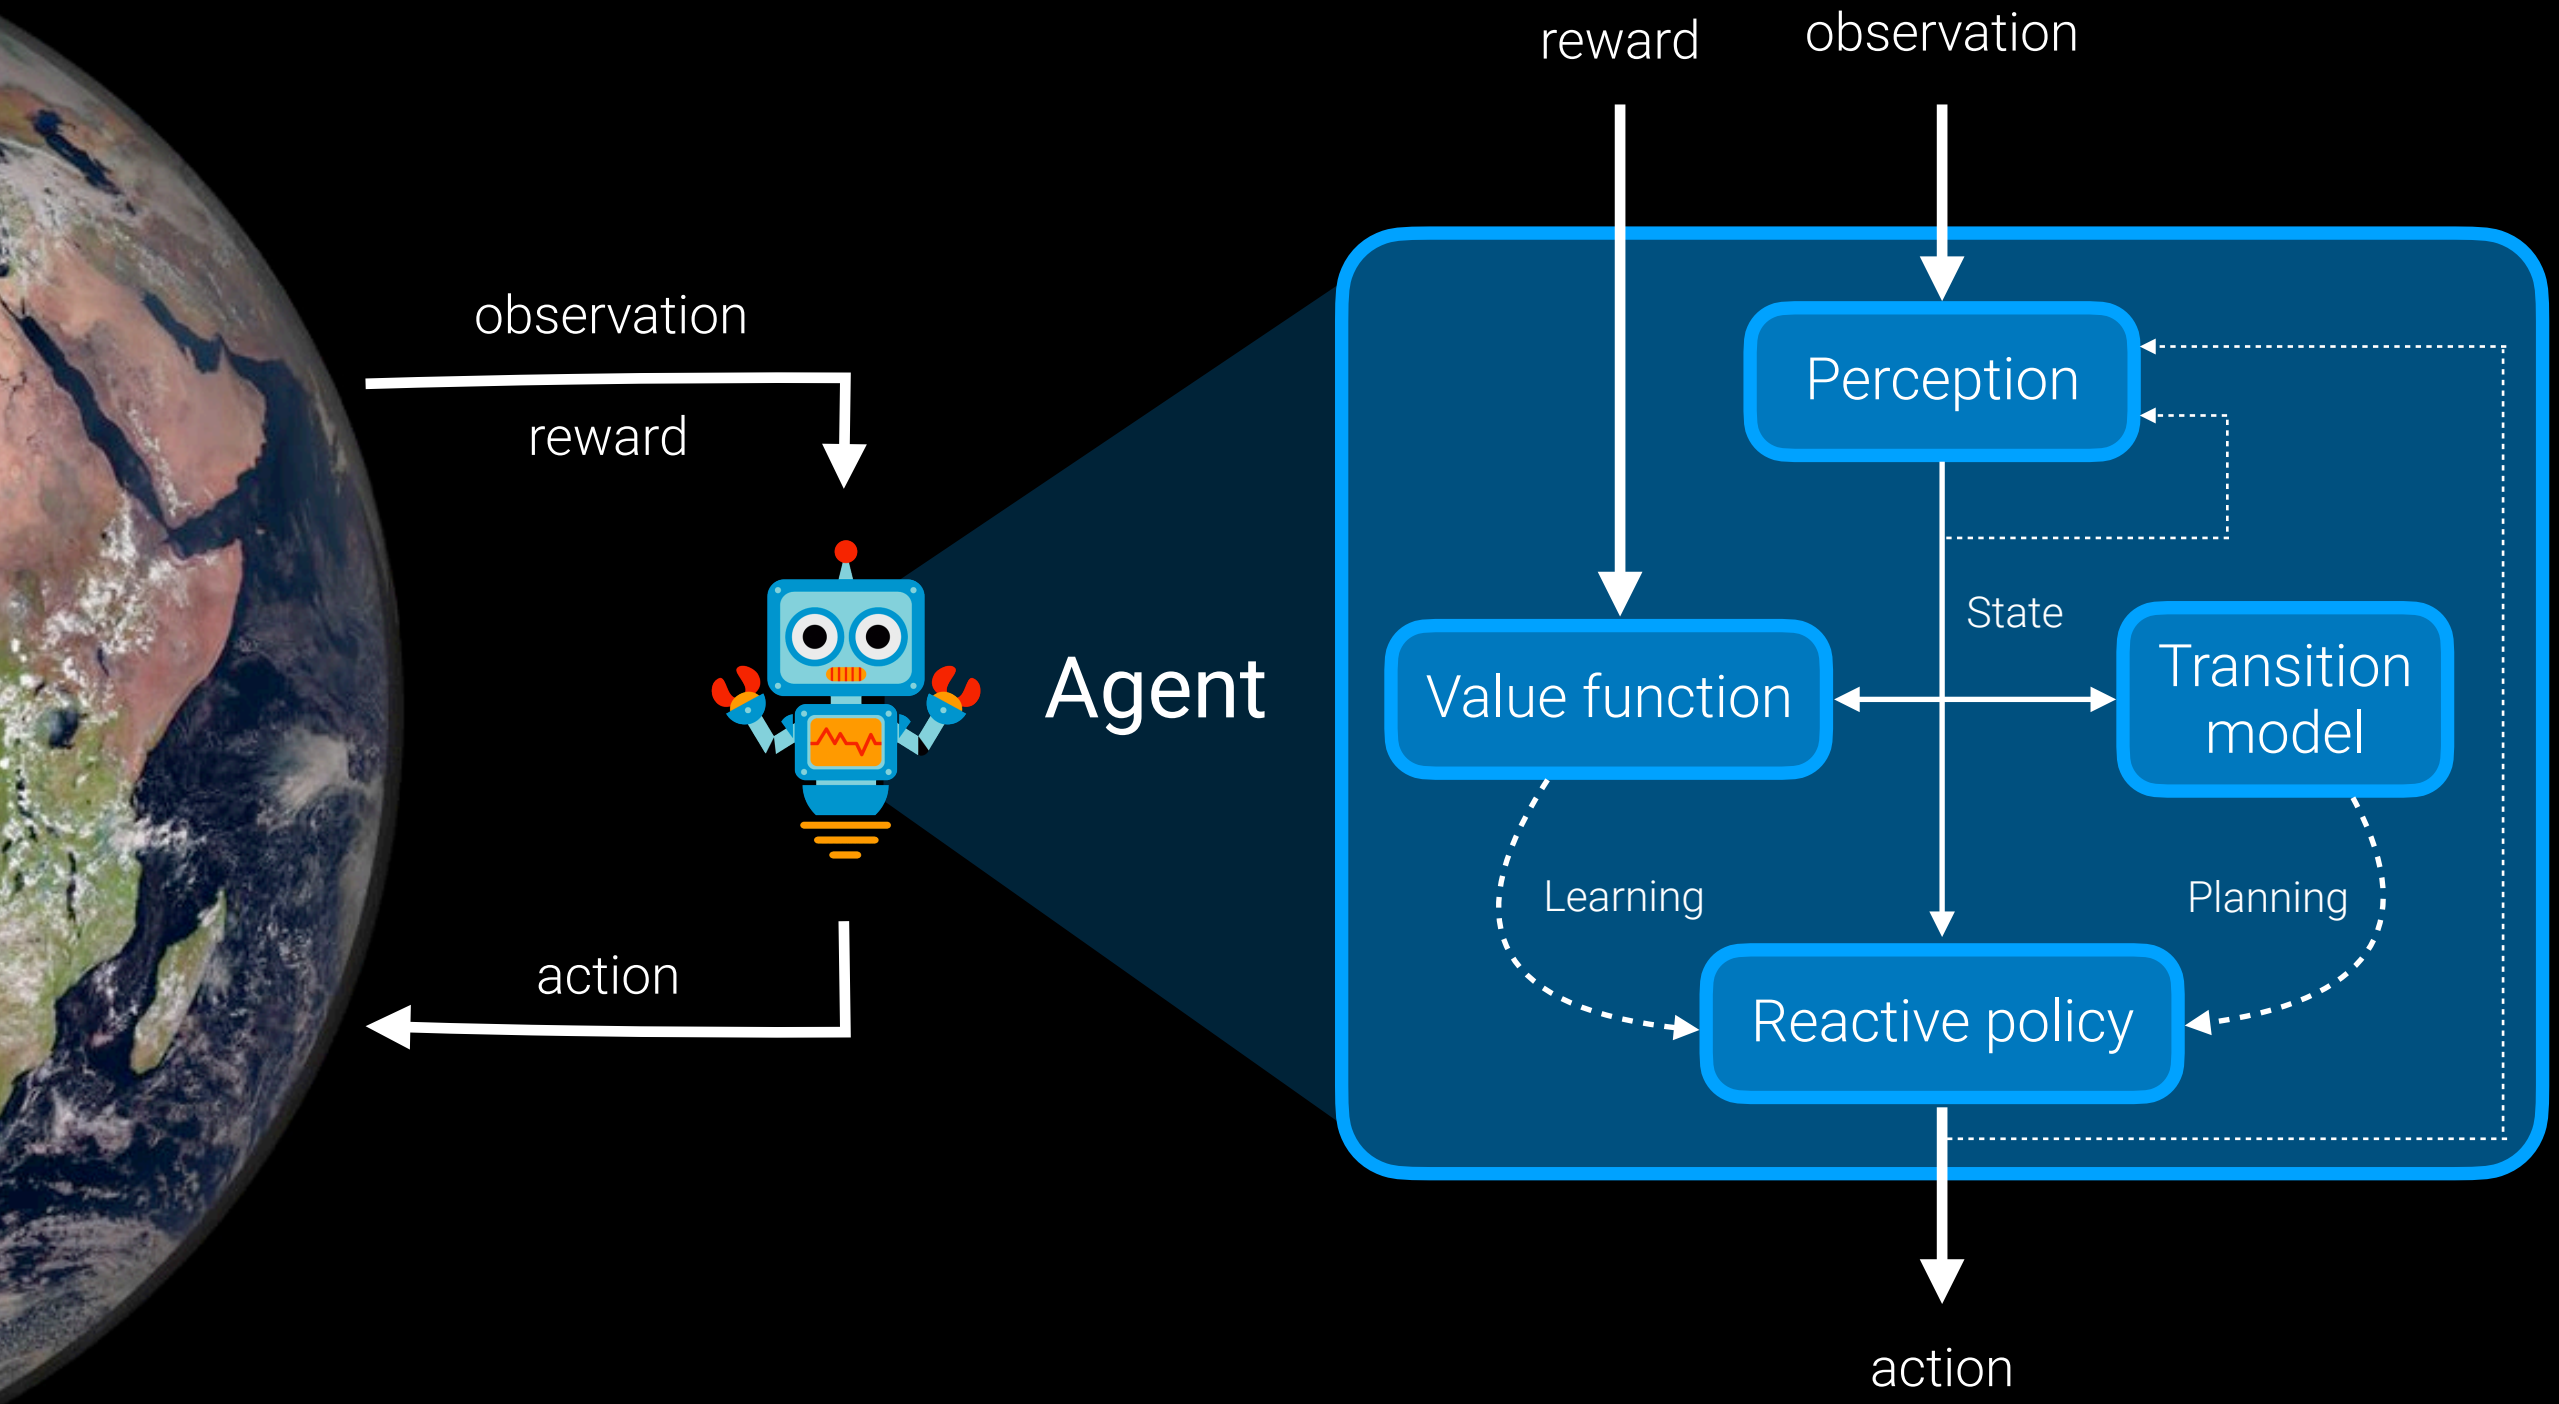 reward
observation
observation
reward
Perception
State
Agent
Value function
Transition
model
Learning
Planning
action
Reactive policy
action